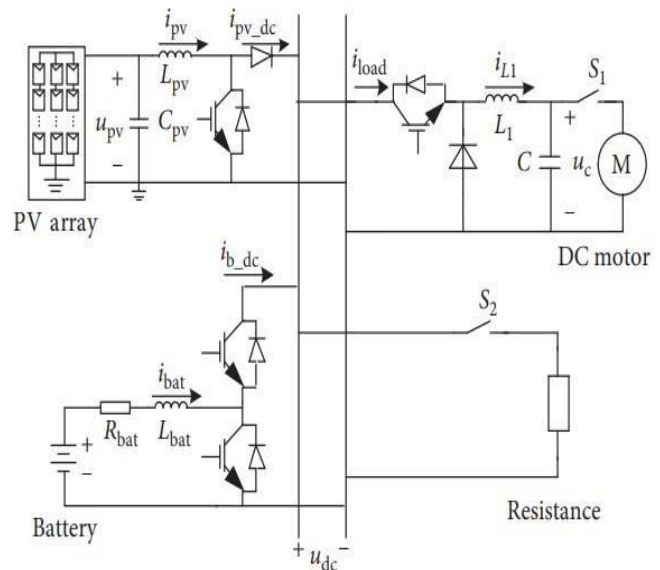 i_pv
i_pv_dc
L_pv
C_pv
+
u_pv
−
PV array
i_load
i_L1
S_1
L_1
C
+
u_c
−
M
DC motor
i_b_dc
i_bat
R_bat
L_bat
+
−
Battery
S_2
Resistance
+ u_dc −